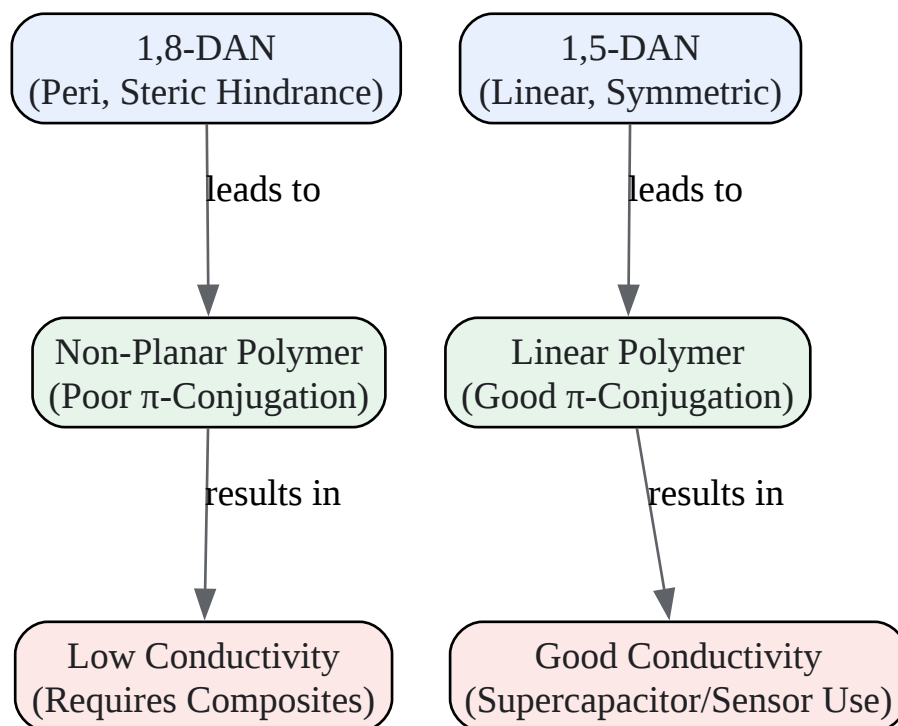 1,8-DAN
(Peri, Steric Hindrance)
1,5-DAN
(Linear, Symmetric)
leads to
leads to
Non-Planar Polymer
(Poor π-Conjugation)
Linear Polymer
(Good π-Conjugation)
results in
results in
Low Conductivity
(Requires Composites)
Good Conductivity
(Supercapacitor/Sensor Use)